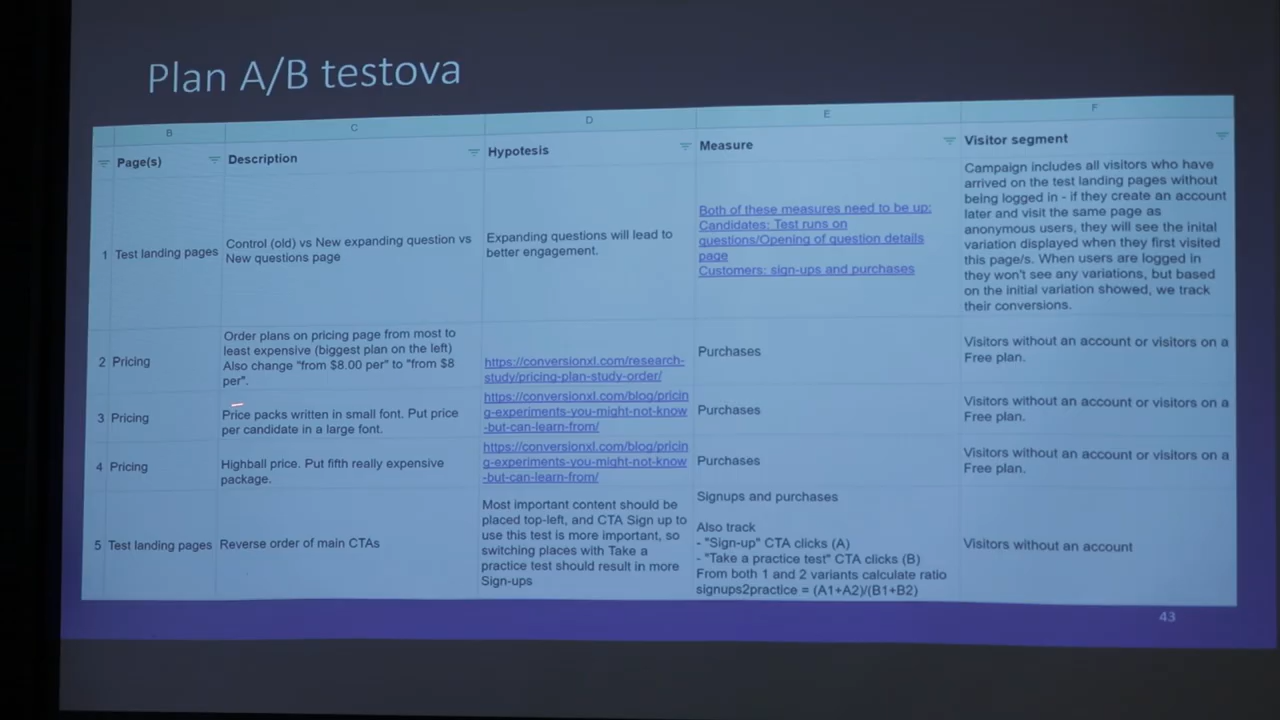 Plan A/B testova
B
C
D
E
F
Page(s)
Description
Hypotesis
Measure
Visitor segment
1
Test landing pages
Control (old) vs New expanding question vs
New questions page
Expanding questions will lead to
better engagement.
Both of these measures need to be up:
Candidates: Test runs on
questions/Opening of question details
page
Customers: sign-ups and purchases
Campaign includes all visitors who have
arrived on the test landing pages without
being logged in - if they create an account
later and visit the same page as
anonymous users, they will see the inital
variation displayed when they first visited
this page/s. When users are logged in
they won't see any variations, but based
on the initial variation showed, we track
their conversions.
2
Pricing
Order plans on pricing page from most to
least expensive (biggest plan on the left)
Also change "from $8.00 per" to "from $8
per".
https://conversionxl.com/research-
study/pricing-plan-study-order/
Purchases
Visitors without an account or visitors on a
Free plan.
3
Pricing
Price packs written in small font. Put price
per candidate in a large font.
https://conversionxl.com/blog/pricin
g-experiments-you-might-not-know
-but-can-learn-from/
Purchases
Visitors without an account or visitors on a
Free plan.
4
Pricing
Highball price. Put fifth really expensive
package.
https://conversionxl.com/blog/pricin
g-experiments-you-might-not-know
-but-can-learn-from/
Purchases
Visitors without an account or visitors on a
Free plan.
5
Test landing pages
Reverse order of main CTAs
Most important content should be
placed top-left, and CTA Sign up to
use this test is more important, so
switching places with Take a
practice test should result in more
Sign-ups
Signups and purchases
Also track
- "Sign-up" CTA clicks (A)
- "Take a practice test" CTA clicks (B)
From both 1 and 2 variants calculate ratio
signups2practice = (A1+A2)/(B1+B2)
Visitors without an account
43